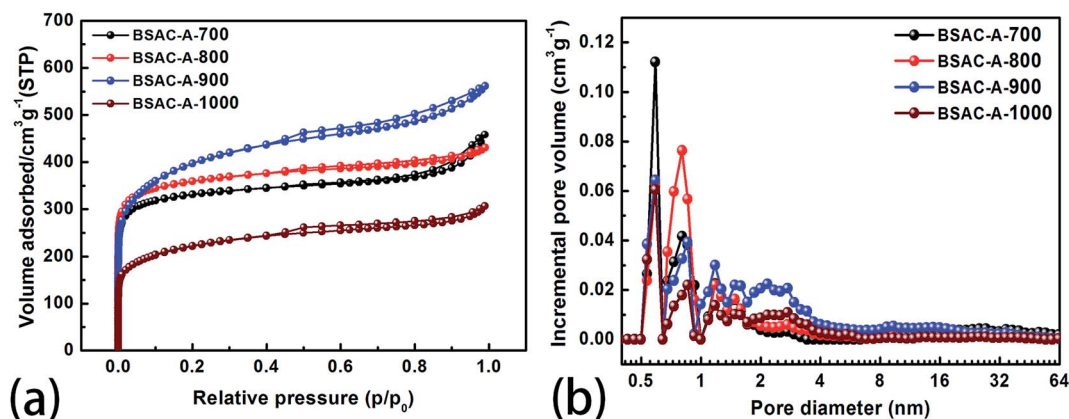 700
600
500
400
300
200
100
0
Volume adsorbed/cm³g⁻¹(STP)
BSAC-A-700
BSAC-A-800
BSAC-A-900
BSAC-A-1000
0.0 0.2 0.4 0.6 0.8 1.0
Relative pressure (p/p₀)
(a)
0.12
0.10
0.08
0.06
0.04
0.02
0.00
Incremental pore volume (cm³g⁻¹)
BSAC-A-700
BSAC-A-800
BSAC-A-900
BSAC-A-1000
0.5 1 2 4 8 16 32 64
Pore diameter (nm)
(b)